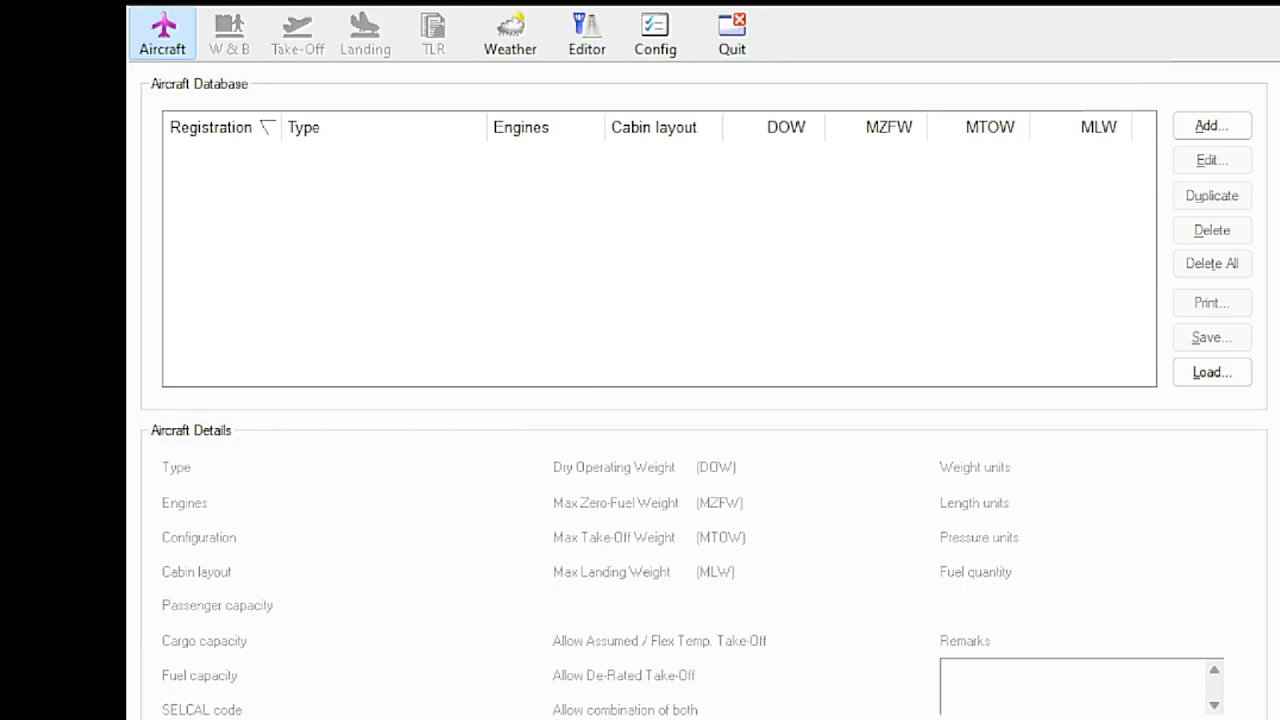 Aircraft W & B Take-Off Landing TLR Weather Editor Config Quit
Aircraft Database
Registration Type Engines Cabin layout DOW MZFW MTOW MLW
Add...
Edit...
Duplicate
Delete
Delete All
Print...
Save...
Load...
Aircraft Details
Type Dry Operating Weight (DOW) Weight units
Engines Max Zero-Fuel Weight (MZFW) Length units
Configuration Max Take-Off Weight (MTOW) Pressure units
Cabin layout Max Landing Weight (MLW) Fuel quantity
Passenger capacity
Cargo capacity Allow Assumed / Flex Temp. Take-Off Remarks
Fuel capacity Allow De-Rated Take-Off
SELCAL code Allow combination of both